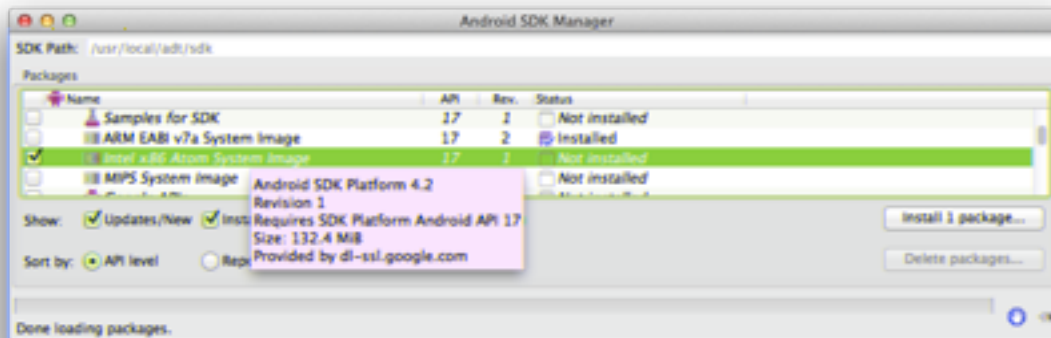 Android SDK Manager
SDK Path: /usr/local/adt/sdk
Packages
Name API Rev. Status
Samples for SDK 17 1 Not installed
ARM EABI v7a System Image 17 2 Installed
Intel x86 Atom System Image 17 1 Not installed
MIPS System Image Not installed
Android SDK Platform 4.2
Revision 1
Requires SDK Platform Android API 17
Size: 132.4 MiB
Provided by dl-ssl.google.com
Show: Updates/New Insta Install 1 package...
Sort by: API level Repo Delete packages...
Done loading packages.